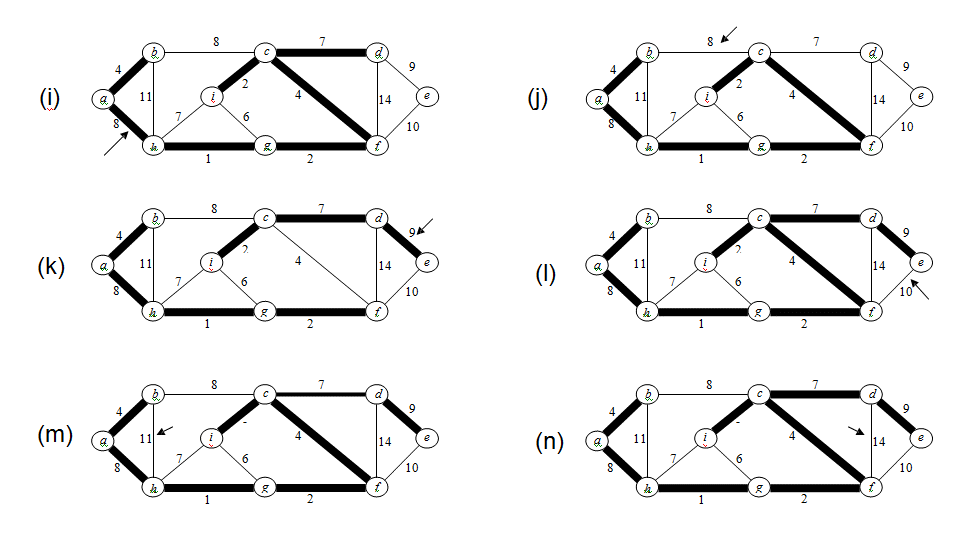 (i)
b 8 c 7 d
4 9
a 11 i 2 4 14 e
8 7 6 10
h 1 g 2 f
(j)
b 8 c 7 d
4 9
a 11 i 2 4 14 e
8 7 6 10
h 1 g 2 f
(k)
b 8 c 7 d
4 9
a 11 i 2 4 14 e
8 7 6 10
h 1 g 2 f
(l)
b 8 c 7 d
4 9
a 11 i 2 4 14 e
8 7 6 10
h 1 g 2 f
(m)
b 8 c 7 d
4 9
a 11 i 4 14 e
8 7 6 10
h 1 g 2 f
(n)
b 8 c 7 d
4 9
a 11 i 4 14 e
8 7 6 10
h 1 g 2 f